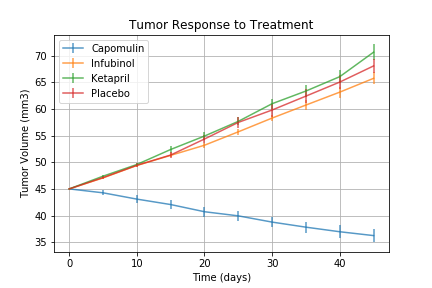 Tumor Response to Treatment
Capomulin
Infubinol
Ketapril
Placebo
Tumor Volume (mm3)
70
65
60
55
50
45
40
35
0 10 20 30 40
Time (days)